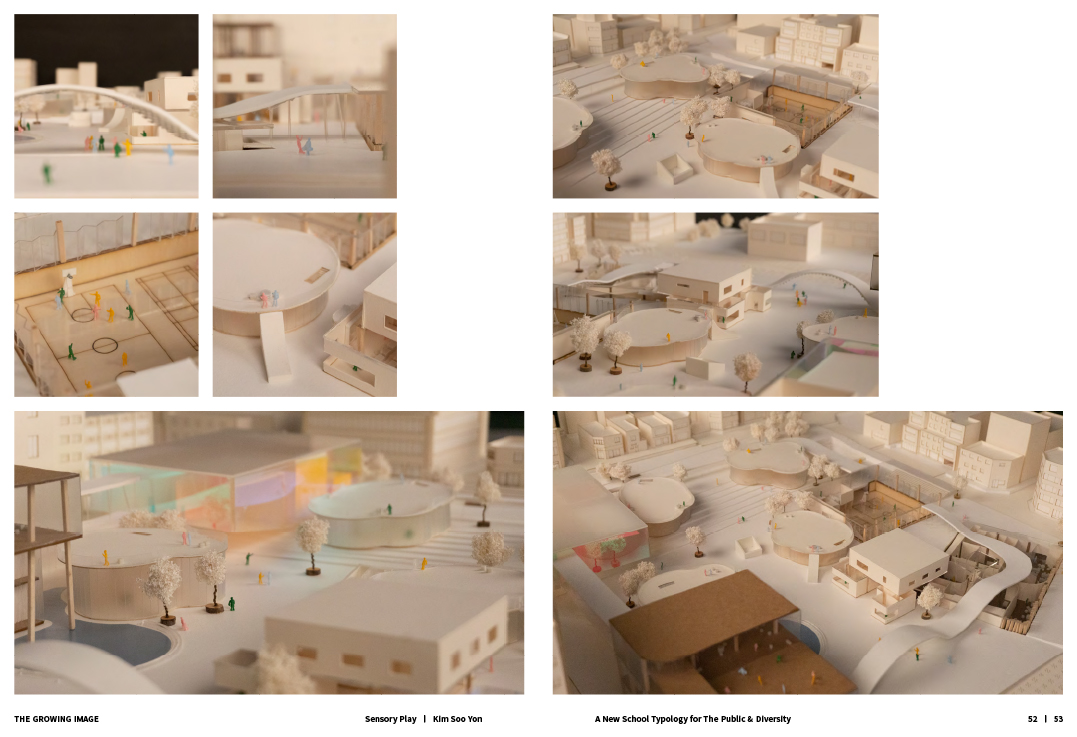 THE GROWING IMAGE
Sensory Play | Kim Soo Yon
A New School Typology for The Public & Diversity
52 | 53